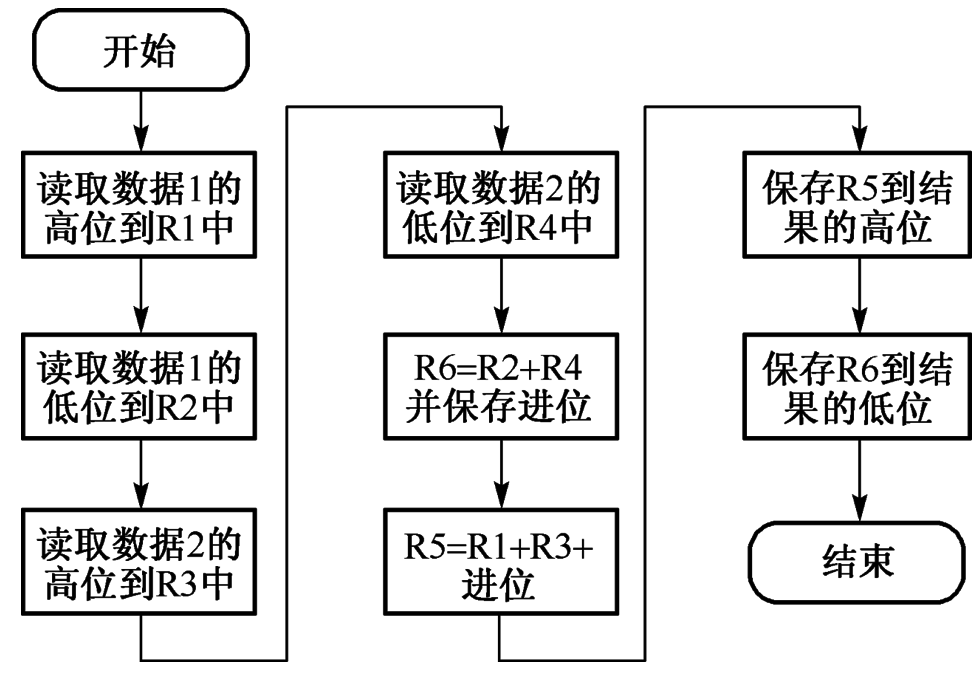 开始
读取数据1的
高位到R1中
读取数据1的
低位到R2中
读取数据2的
高位到R3中
读取数据2的
低位到R4中
R6=R2+R4
并保存进位
R5=R1+R3+
进位
保存R5到结
果的高位
保存R6到结
果的低位
结束